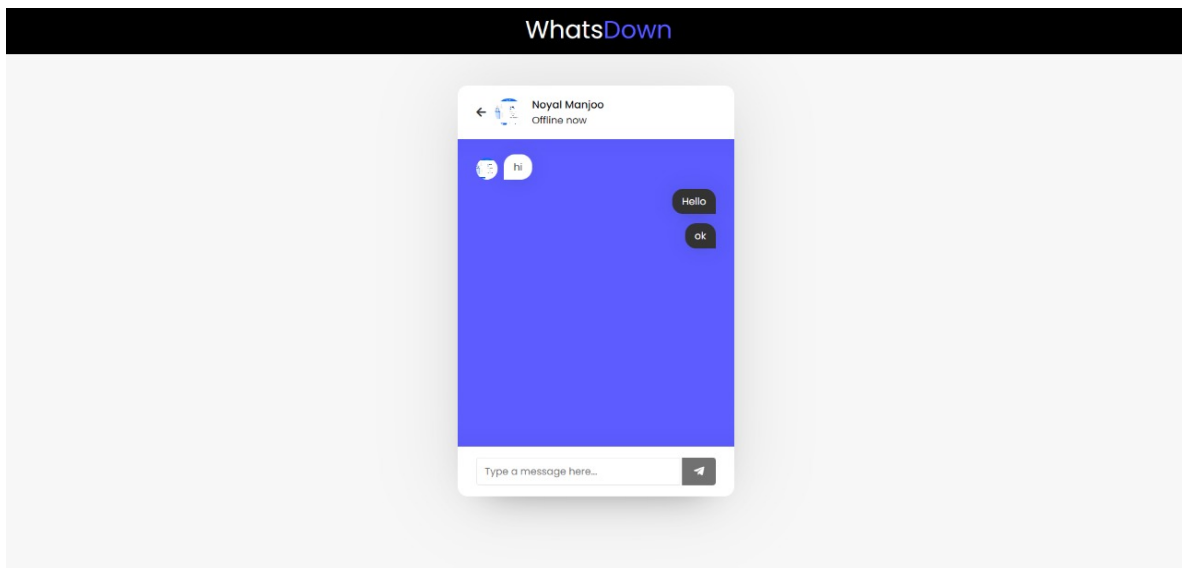 WhatsDown
Noyal Manjoo
Offline now
hi
Hello
ok
Type a message here...